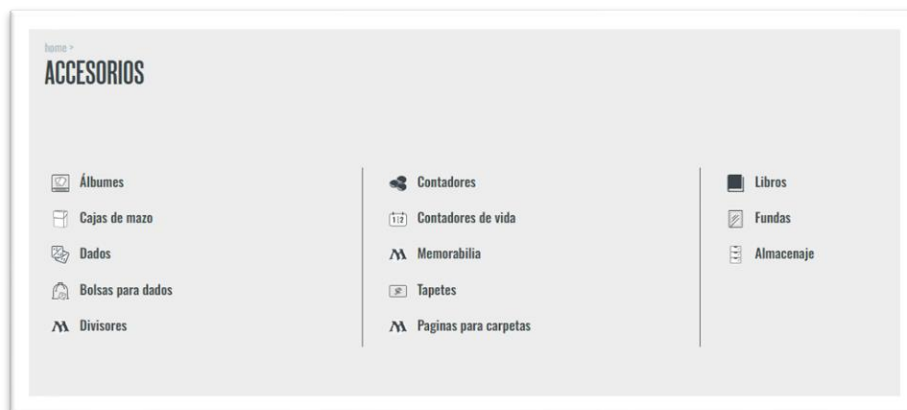 home >
ACCESORIOS
Álbumes
Cajas de mazo
Dados
Bolsas para dados
Divisores
Contadores
Contadores de vida
Memorabilia
Tapetes
Paginas para carpetas
Libros
Fundas
Almacenaje